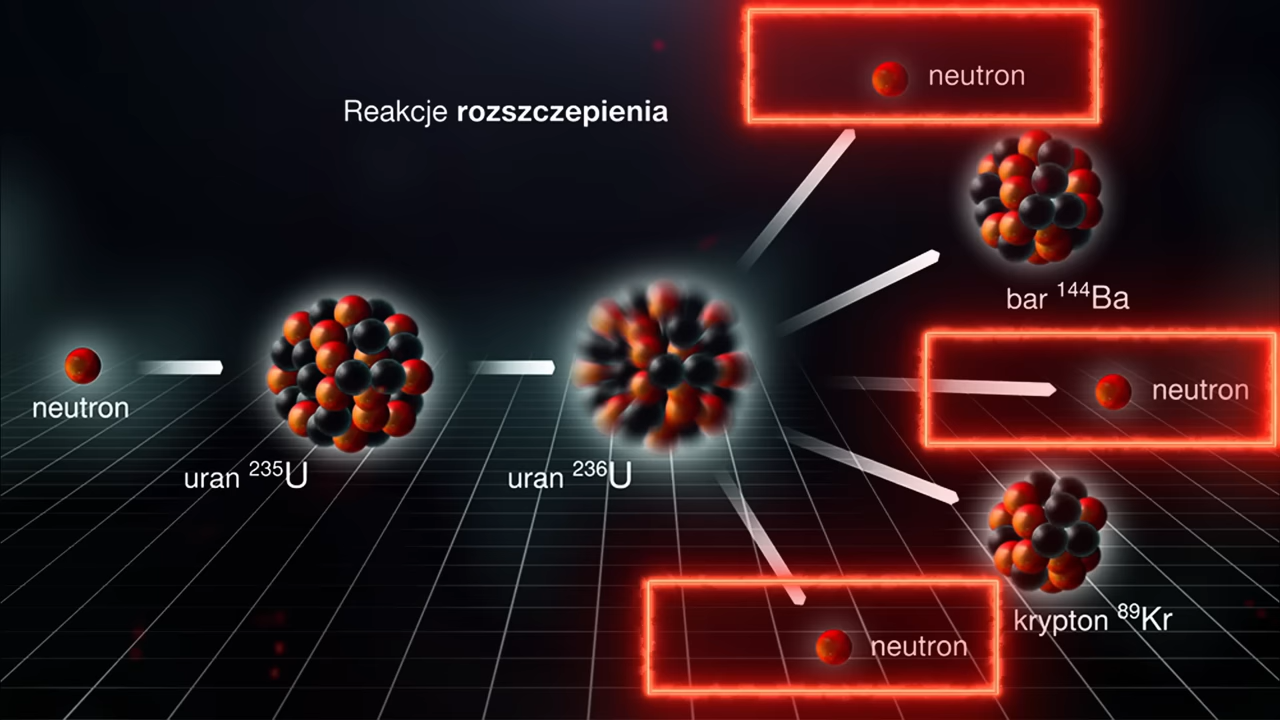 Reakcje rozszczepienia
neutron
uran ²³⁵U
uran ²³⁶U
neutron
bar ¹⁴⁴Ba
neutron
krypton ⁸⁹Kr
neutron